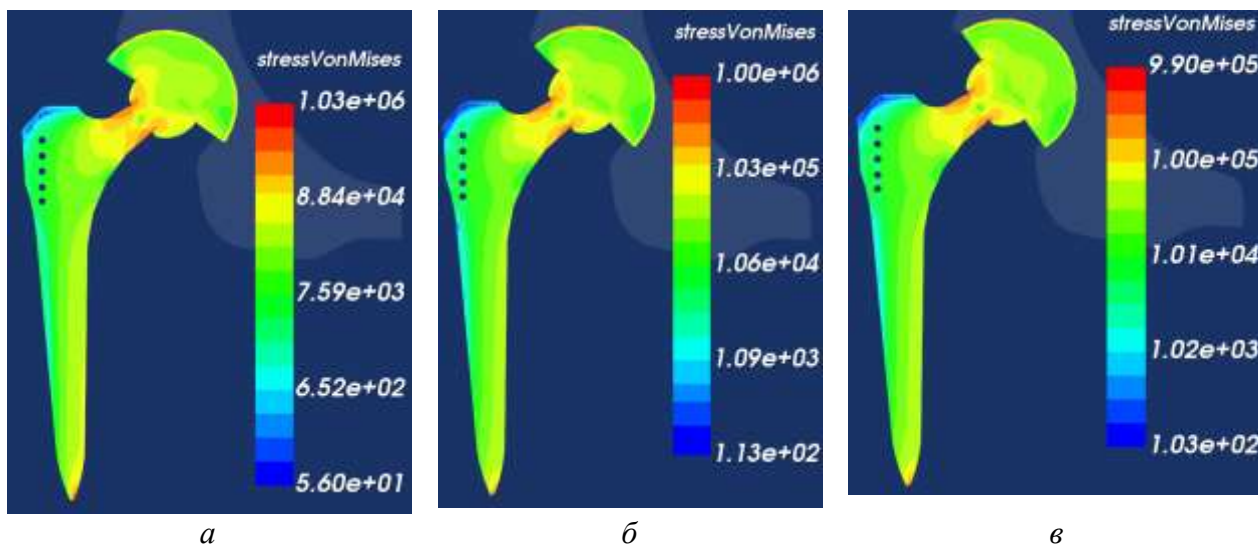 stressVonMises
1.03e+06
8.84e+04
7.59e+03
6.52e+02
5.60e+01
stressVonMises
1.00e+06
1.03e+05
1.06e+04
1.09e+03
1.13e+02
stressVonMises
9.90e+05
1.00e+05
1.01e+04
1.02e+03
1.03e+02
а
б
в